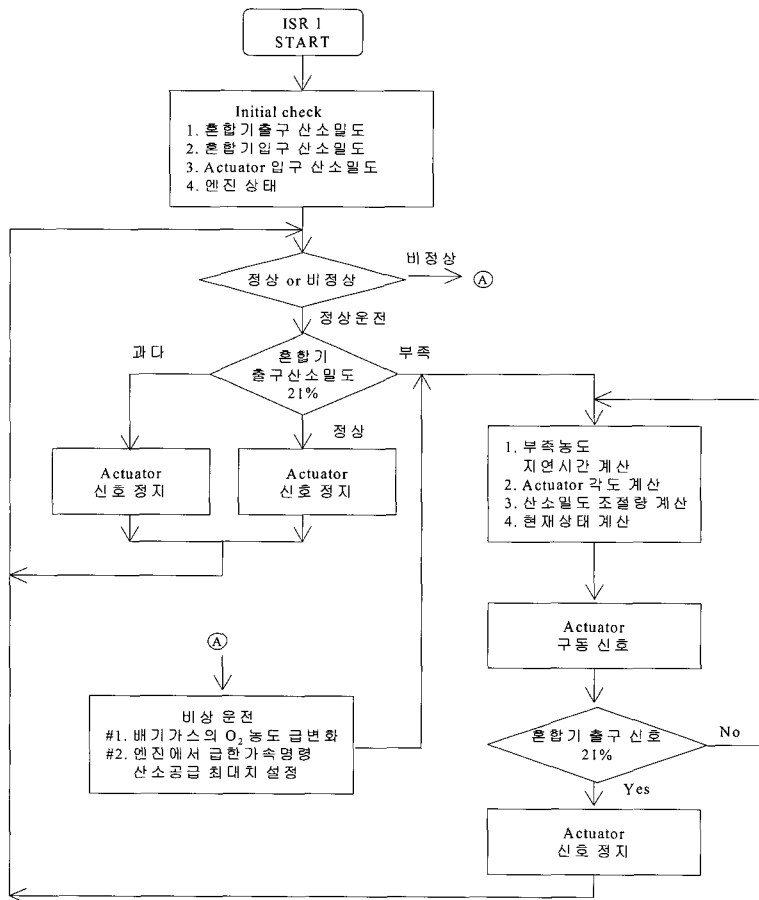 ISR 1
START
Initial check
1. 혼합기출구 산소밀도
2. 혼합기입구 산소밀도
3. Actuator 입구 산소밀도
4. 엔진 상태
정상 or 비정상
비정상
Ⓐ
정상운전
과다
혼합기
출구산소밀도
21%
부족
정상
Actuator
신호 정지
Actuator
신호 정지
1. 부족농도
지연시간 계산
2. Actuator 각도 계산
3. 산소밀도 조절량 계산
4. 현재상태 계산
Actuator
구동 신호
Ⓐ
비상 운전
#1. 배기가스의 O₂ 농도 급변화
#2. 엔진에서 급한가속명령
산소공급 최대치 설정
혼합기 출구 신호
21%
No
Yes
Actuator
신호 정지